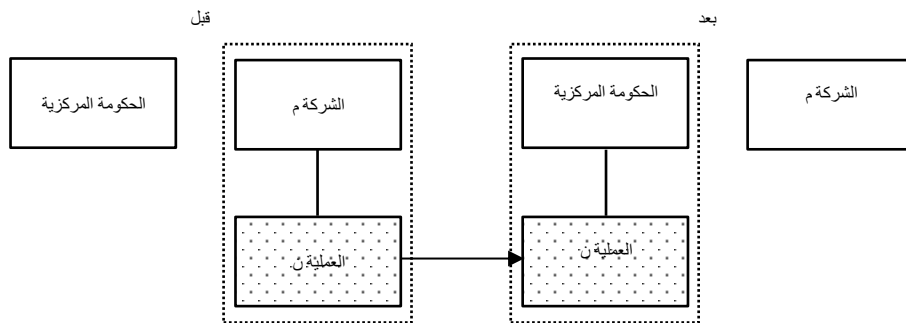 بعد
قبل
الشركة م
الحكومة المركزية
الشركة م
الحكومة المركزية
العملية ن
العملية ن